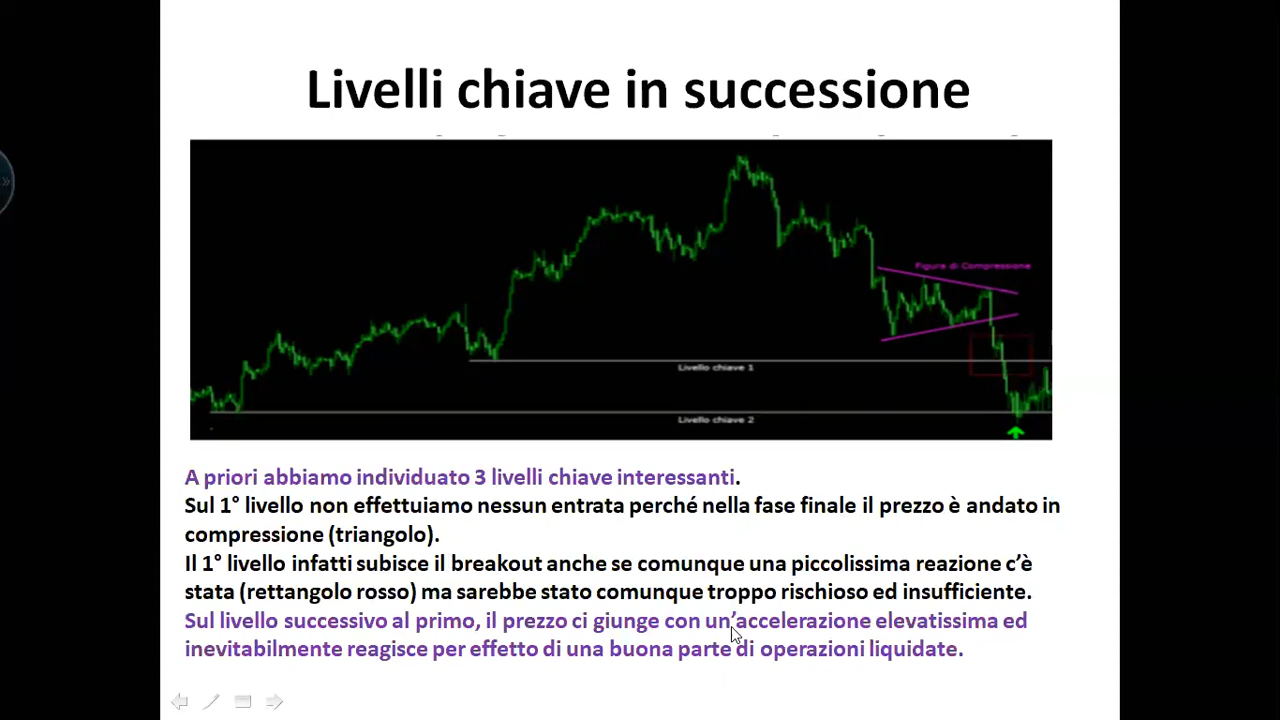 Livelli chiave in successione
Figura di Compressione
Livello chiave 1
Livello chiave 2
A priori abbiamo individuato 3 livelli chiave interessanti.
Sul 1° livello non effettuiamo nessun entrata perché nella fase finale il prezzo è andato in
compressione (triangolo).
Il 1° livello infatti subisce il breakout anche se comunque una piccolissima reazione c’è
stata (rettangolo rosso) ma sarebbe stato comunque troppo rischioso ed insufficiente.
Sul livello successivo al primo, il prezzo ci giunge con un’accelerazione elevatissima ed
inevitabilmente reagisce per effetto di una buona parte di operazioni liquidate.